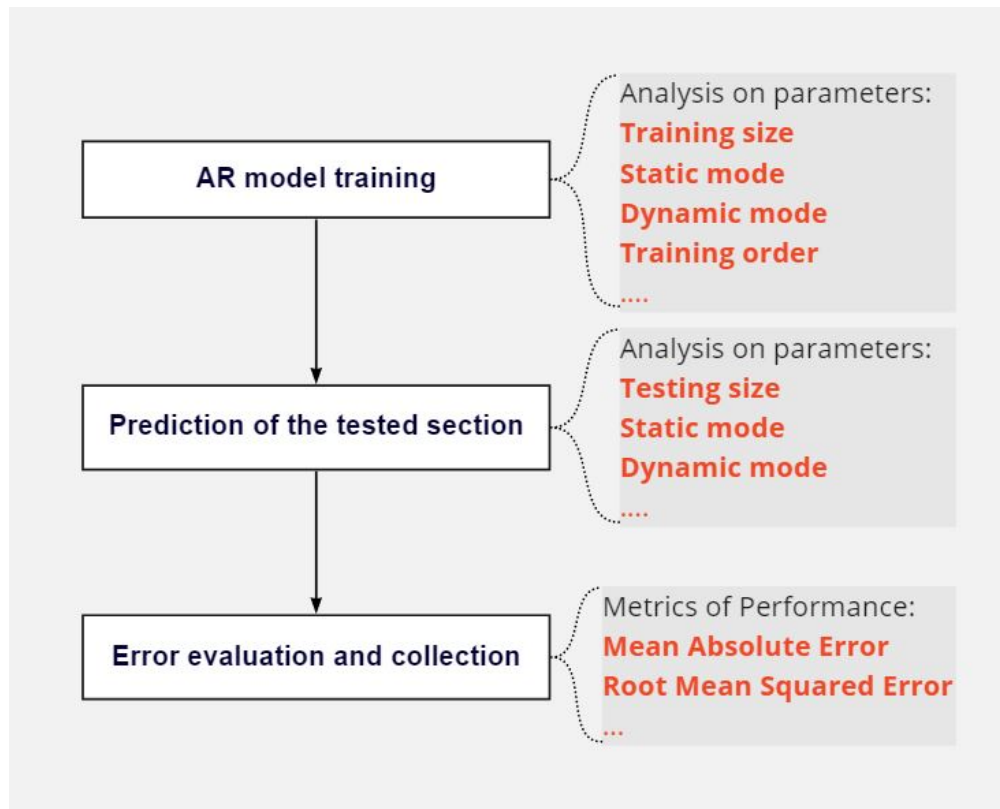 AR model training
Analysis on parameters:
Training size
Static mode
Dynamic mode
Training order
....
Prediction of the tested section
Analysis on parameters:
Testing size
Static mode
Dynamic mode
....
Error evaluation and collection
Metrics of Performance:
Mean Absolute Error
Root Mean Squared Error
...